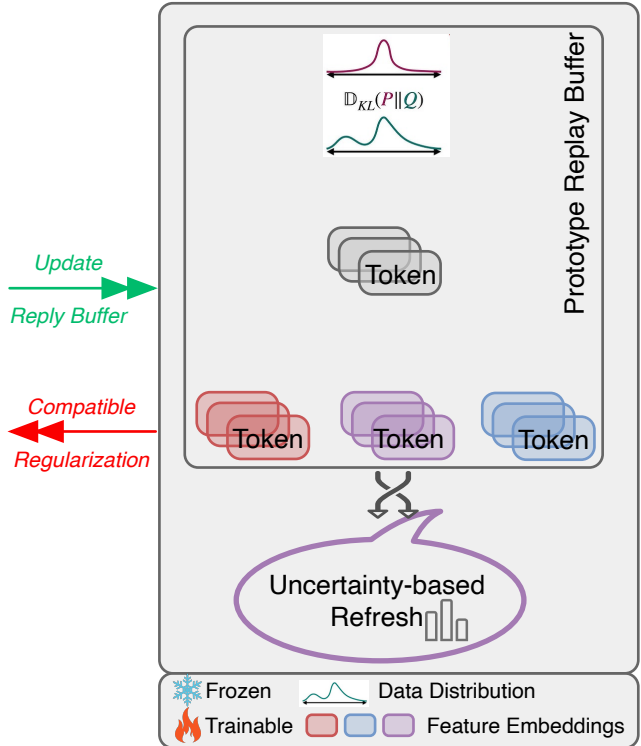 𝔻_KL(P||Q)
Prototype Replay Buffer
Token
Update
Reply Buffer
Compatible
Regularization
Token
Token
Token
Uncertainty-based
Refresh
Frozen
Data Distribution
Trainable
Feature Embeddings